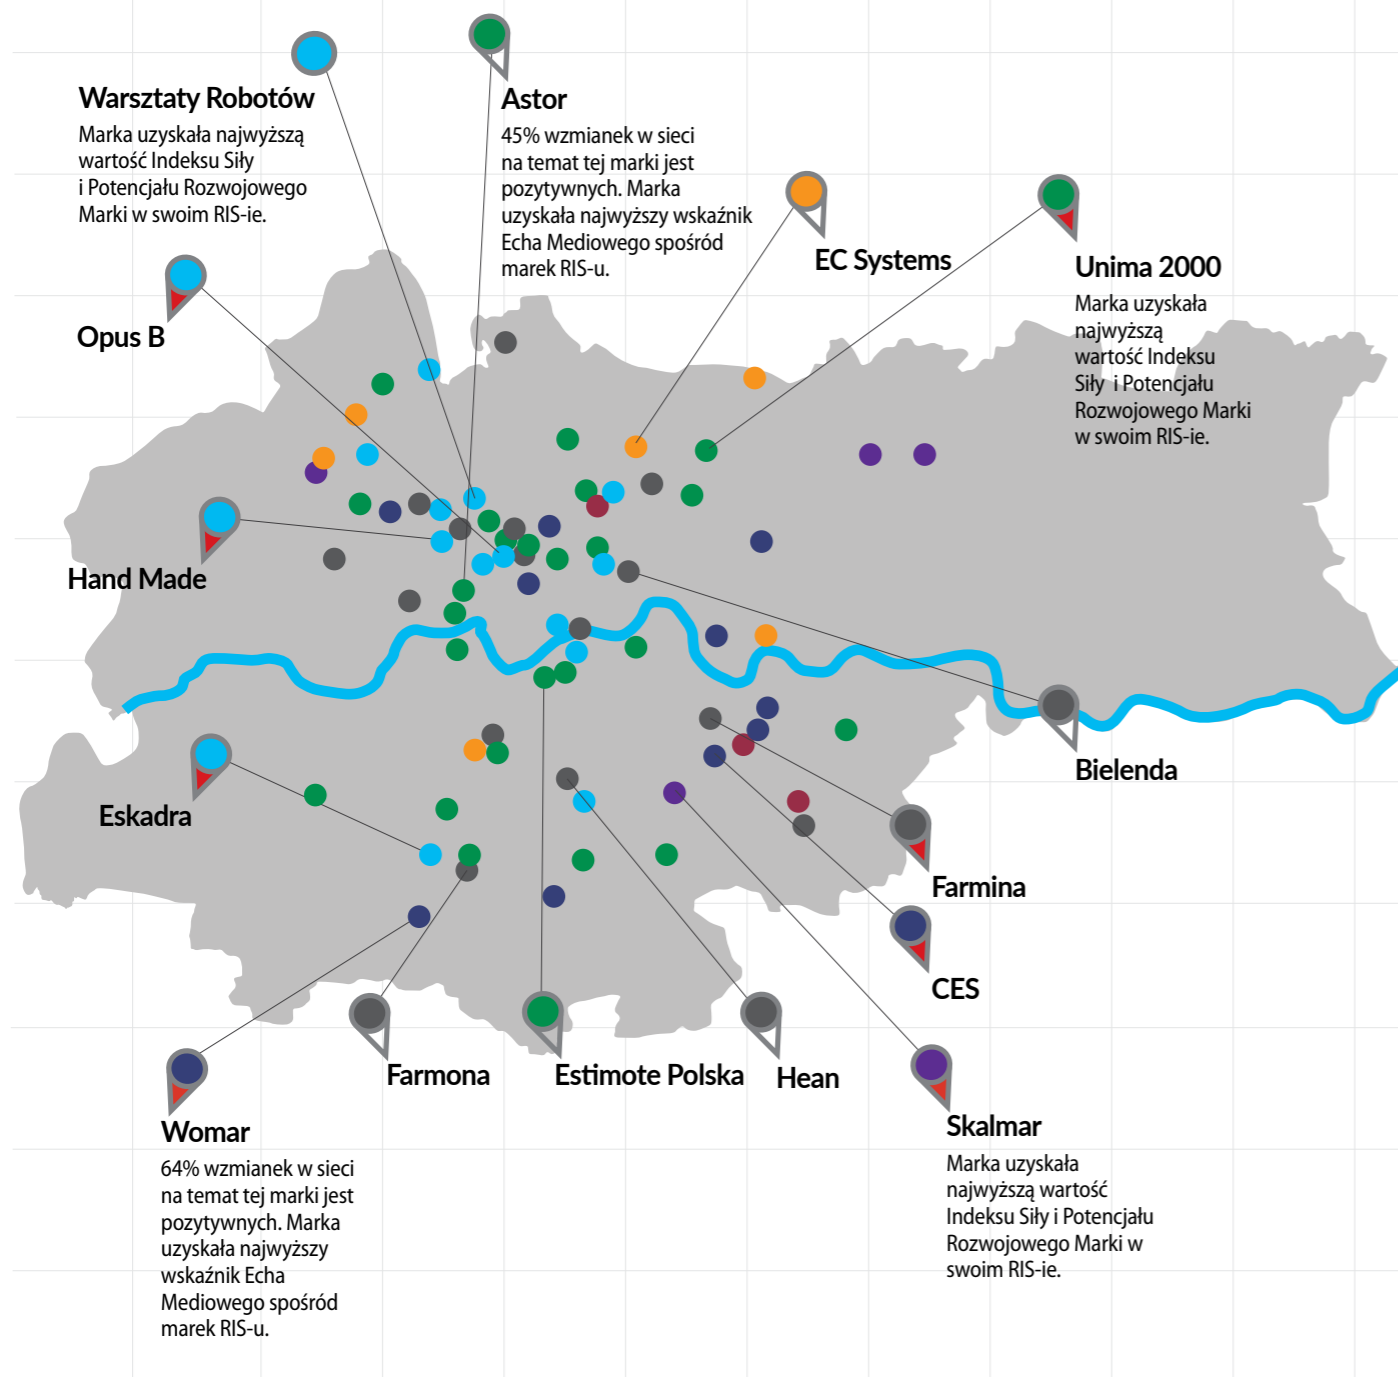 Warsztaty Robotów
Marka uzyskała najwyższą
wartość Indeksu Siły
i Potencjału Rozwojowego
Marki w swoim RIS-ie.
Astor
45% wzmianek w sieci
na temat tej marki jest
pozytywnych. Marka
uzyskała najwyższy wskaźnik
Echa Mediowego spośród
marek RIS-u.
EC Systems
Unima 2000
Marka uzyskała
najwyższą
wartość Indeksu
Siły i Potencjału
Rozwojowego Marki
w swoim RIS-ie.
Opus B
Hand Made
Bielenda
Eskadra
Farmina
CES
Farmona
Estimote Polska
Hean
Womar
64% wzmianek w sieci
na temat tej marki jest
pozytywnych. Marka
uzyskała najwyższy
wskaźnik Echa
Mediowego spośród
marek RIS-u.
Skalmar
Marka uzyskała
najwyższą wartość
Indeksu Siły i Potencjału
Rozwojowego Marki w
swoim RIS-ie.